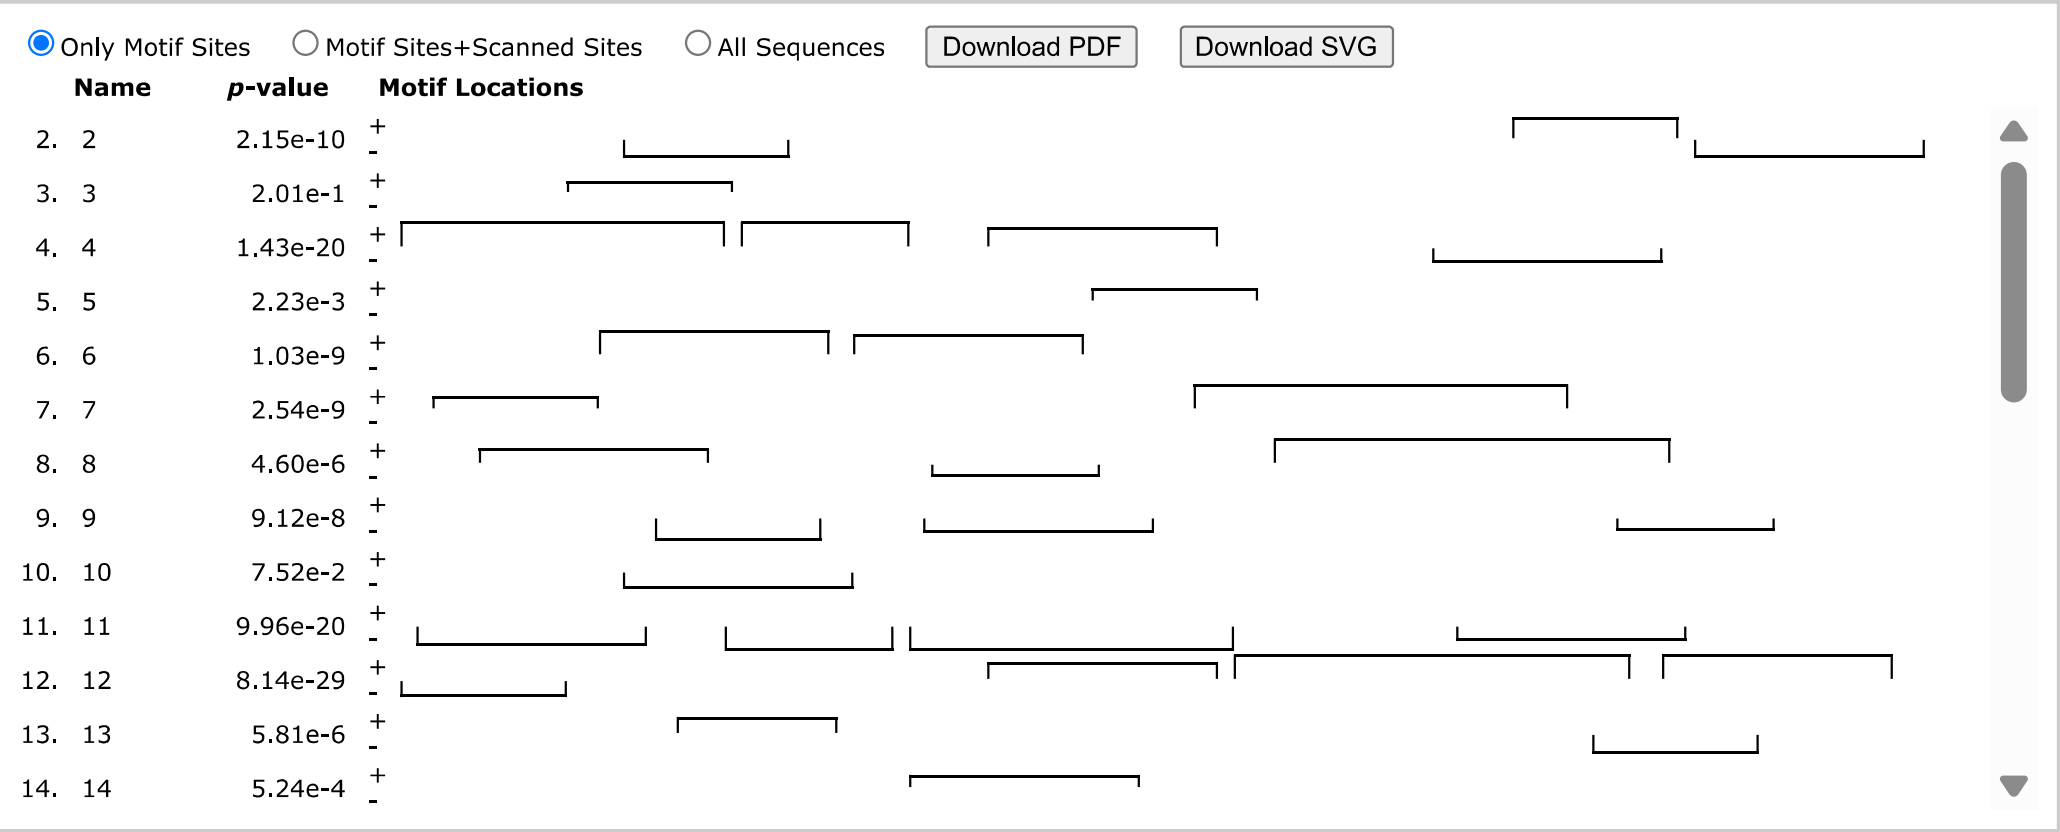 Only Motif Sites Motif Sites+Scanned Sites All Sequences Download PDF Download SVG
Name p-value Motif Locations
2. 2 2.15e-10 + -
3. 3 2.01e-1 + -
4. 4 1.43e-20 + -
5. 5 2.23e-3 + -
6. 6 1.03e-9 + -
7. 7 2.54e-9 + -
8. 8 4.60e-6 + -
9. 9 9.12e-8 + -
10. 10 7.52e-2 + -
11. 11 9.96e-20 + -
12. 12 8.14e-29 + -
13. 13 5.81e-6 + -
14. 14 5.24e-4 + -